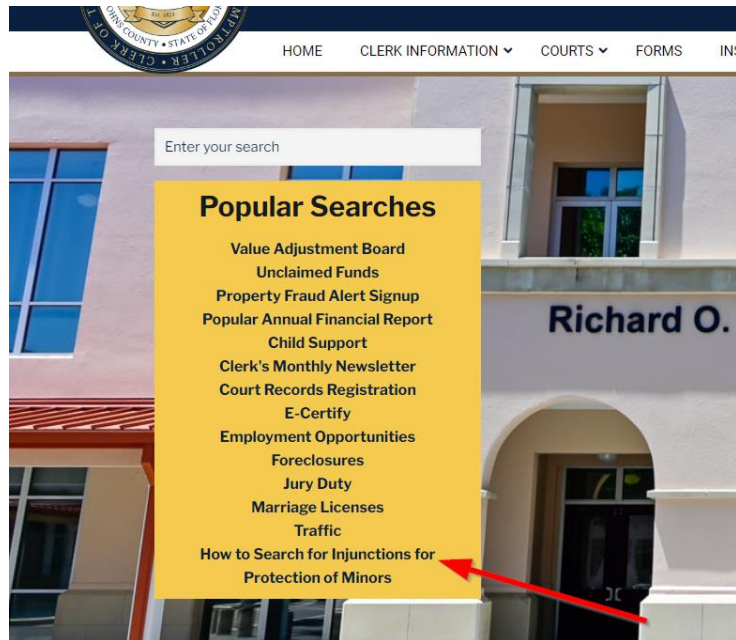 JOHNS COUNTY • STATE OF FLO
CLERK OF T
MPTROLLER
Est. 1821
HOME
CLERK INFORMATION
COURTS
FORMS
Enter your search
Popular Searches
Value Adjustment Board
Unclaimed Funds
Property Fraud Alert Signup
Popular Annual Financial Report
Child Support
Clerk's Monthly Newsletter
Court Records Registration
E-Certify
Employment Opportunities
Foreclosures
Jury Duty
Marriage Licenses
Traffic
How to Search for Injunctions for
Protection of Minors
Richard O.